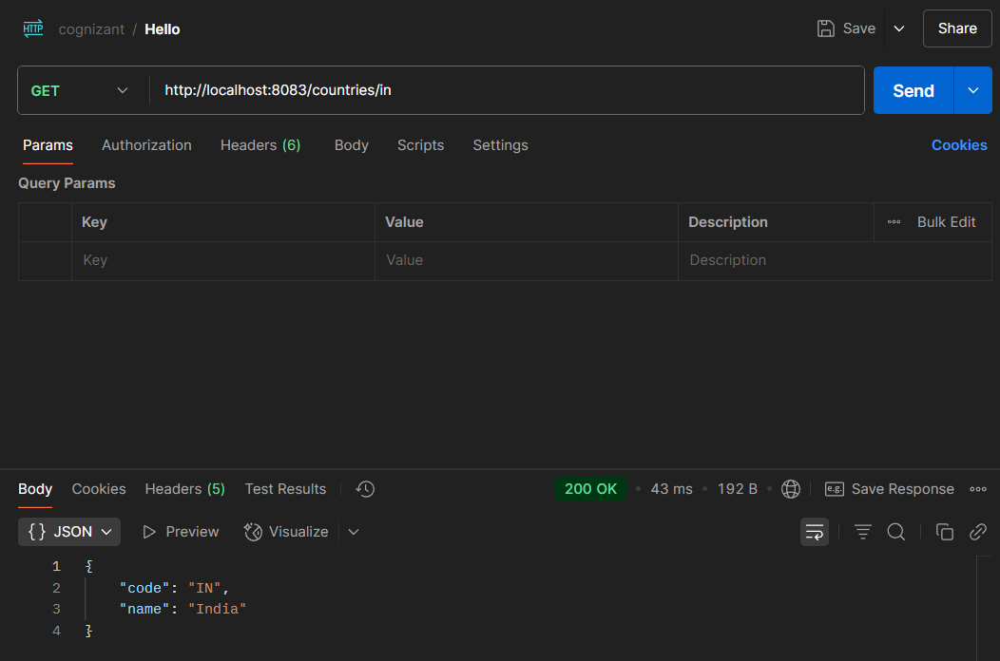 HTTP cognizant / Hello Save Share
GET http://localhost:8083/countries/in Send
Params Authorization Headers (6) Body Scripts Settings Cookies
Query Params
Key Value Description Bulk Edit
Key Value Description
Body Cookies Headers (5) Test Results 200 OK • 43 ms • 192 B • e.g. Save Response
{} JSON Preview Visualize
1 {
2 "code": "IN",
3 "name": "India"
4 }